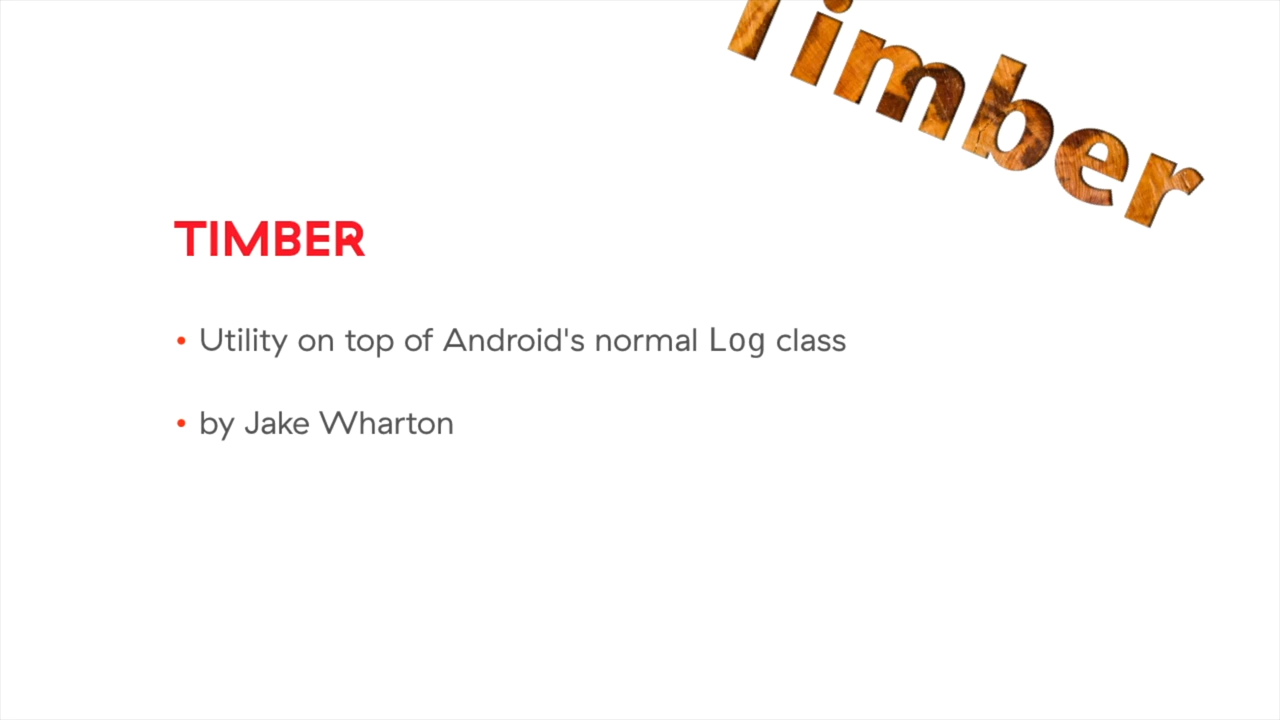 Timber
TIMBER
• Utility on top of Android's normal Log class
• by Jake Wharton